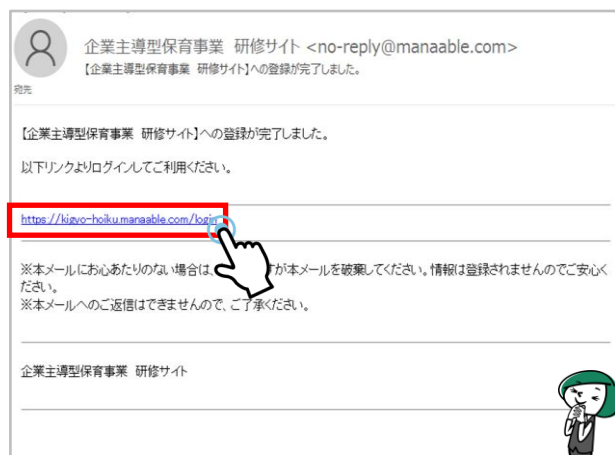 企業主導型保育事業 研修サイト <no-reply@manaable.com>
【企業主導型保育事業 研修サイト】への登録が完了しました。
宛先
【企業主導型保育事業 研修サイト】への登録が完了しました。
以下リンクよりログインしてご利用ください。
https://kigyo-hoiku.manaable.com/login
※本メールにお心あたりのない場合は、すが本メールを破棄してください。情報は登録されませんのでご安心く
ださい。
※本メールへのご返信はできませんので、ご了承ください。
企業主導型保育事業 研修サイト